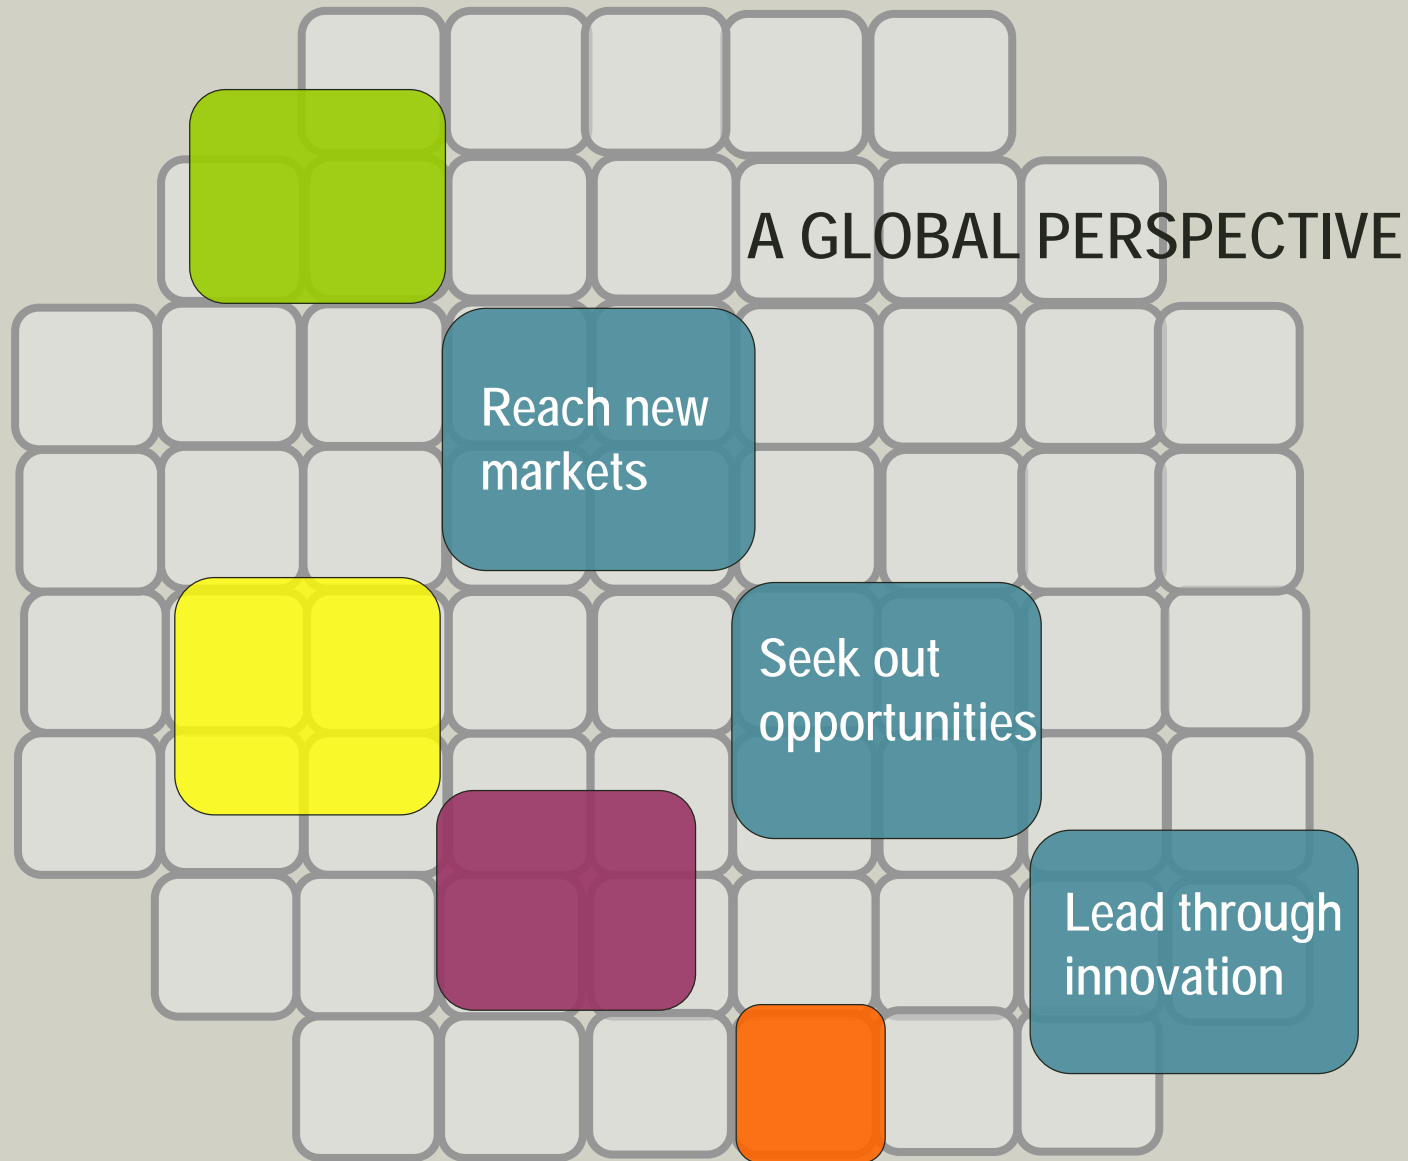 A GLOBAL PERSPECTIVE
Reach new
markets
Seek out
opportunities
Lead through
innovation